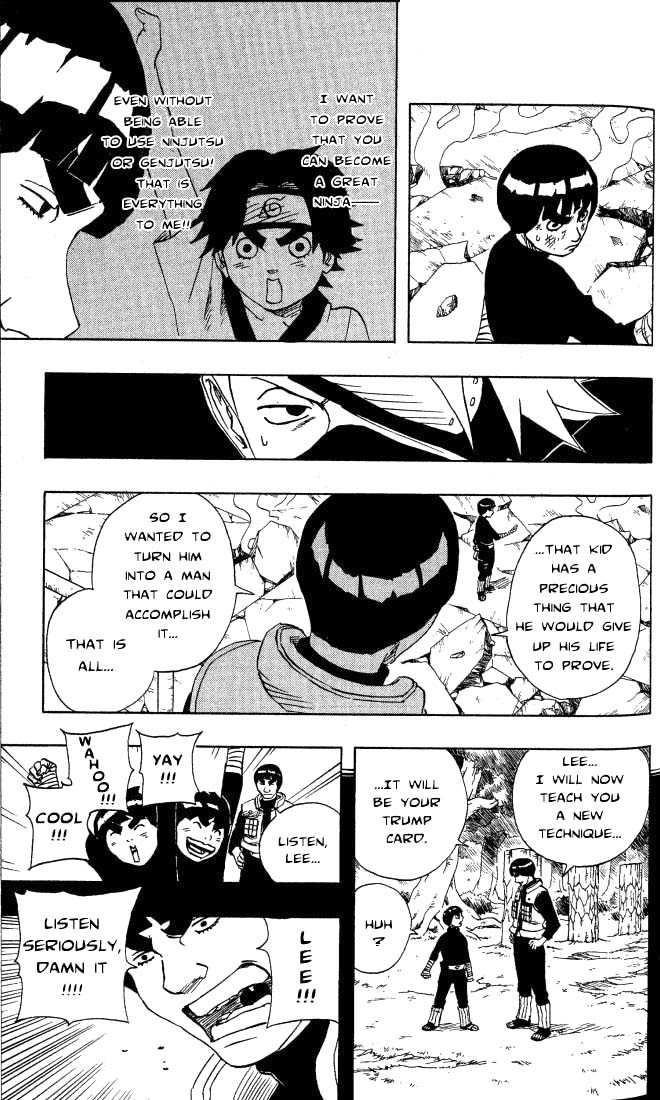 I WANT
TO PROVE
THAT YOU
CAN BECOME
A GREAT
NINJA——
EVEN WITHOUT
BEING ABLE
TO USE NINJUTSU
OR GENJUTSU!
THAT IS
EVERYTHING
TO ME!!
...THAT KID
HAS A
PRECIOUS
THING THAT
HE WOULD GIVE
UP HIS LIFE
TO PROVE.
SO I
WANTED TO
TURN HIM
INTO A MAN
THAT COULD
ACCOMPLISH
IT...
THAT IS
ALL...
LEE...
I WILL NOW
TEACH YOU
A NEW
TECHNIQUE...
...IT WILL
BE YOUR
TRUMP
CARD.
HUH
?
LISTEN,
LEE...
YAY
!!!
WAHOO!!!
COOL
!!!
LEE!!!
LISTEN
SERIOUSLY,
DAMN IT
!!!!